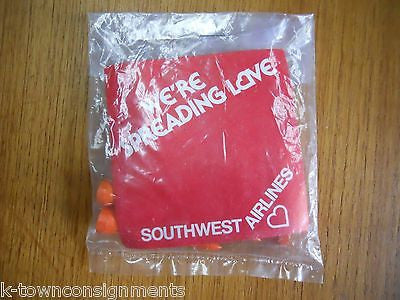 WE'RE
SPREADING LOVE
SOUTHWEST AIRLINES
k-townconsignments